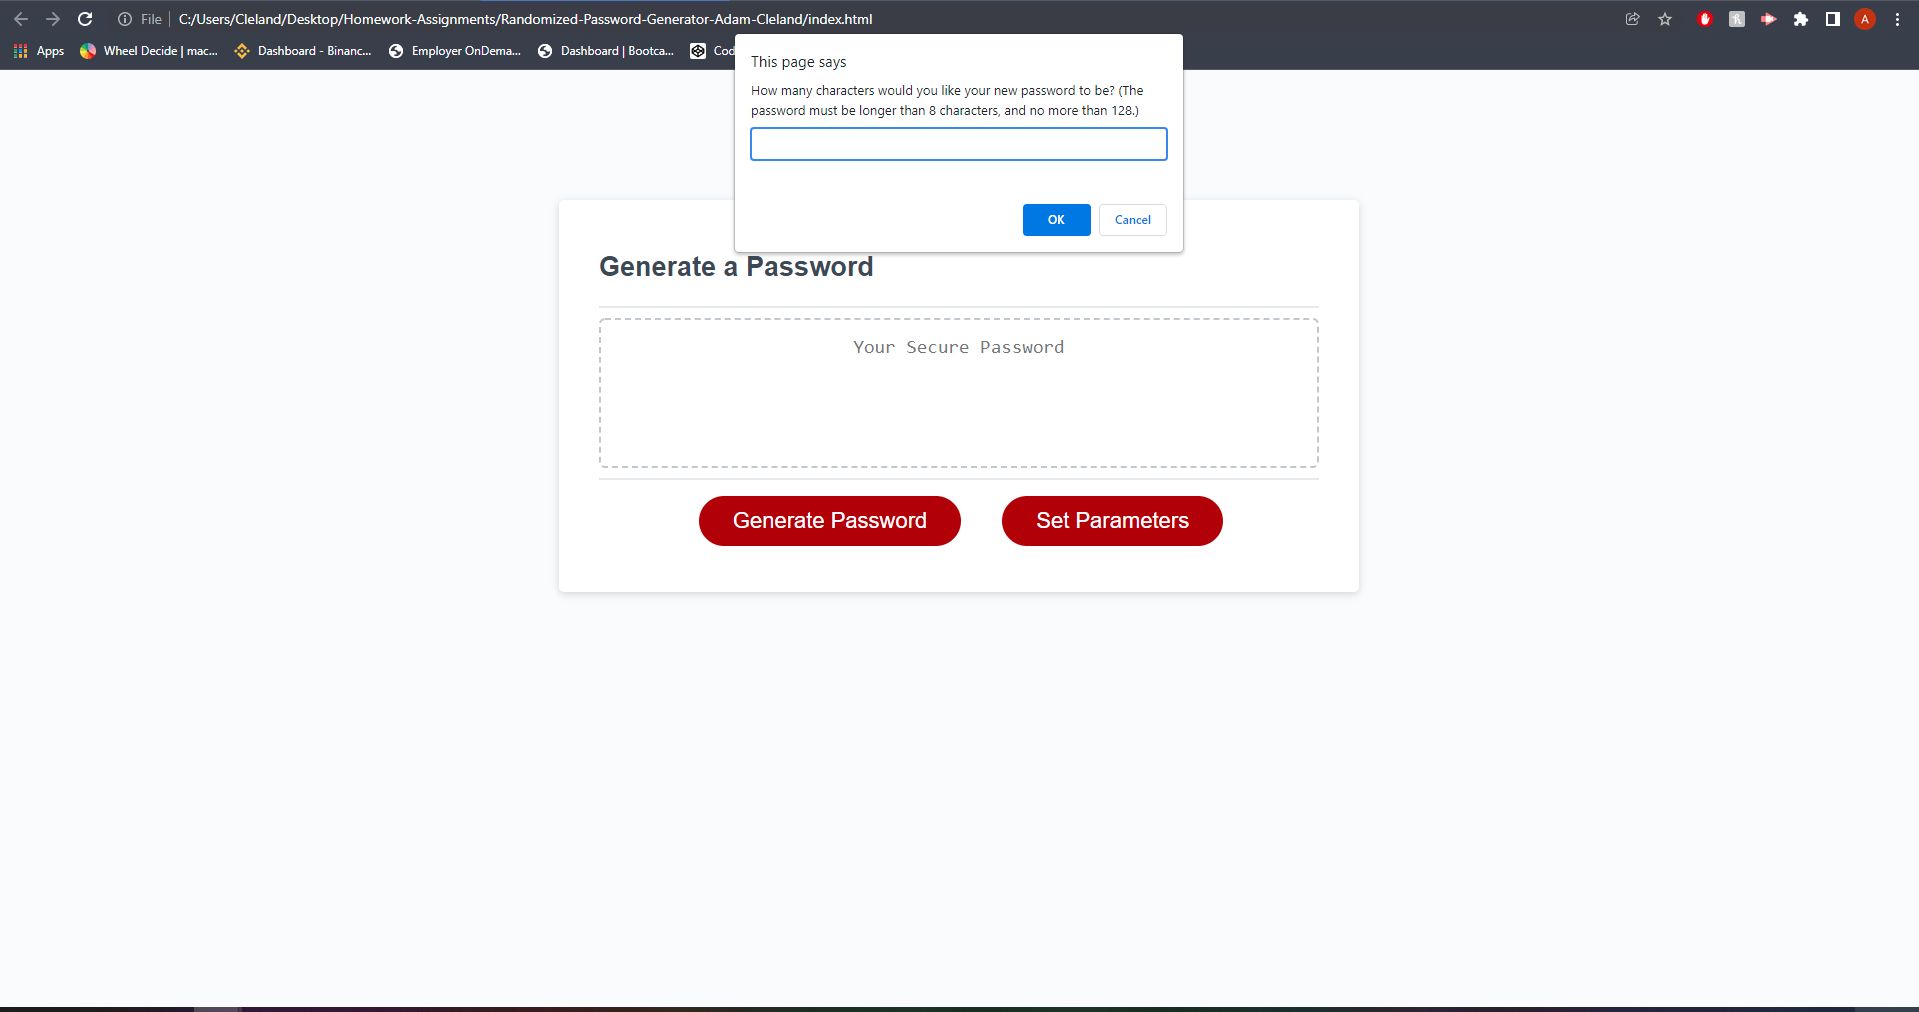 File C:/Users/Cleland/Desktop/Homework-Assignments/Randomized-Password-Generator-Adam-Cleland/index.html A
Apps Wheel Decide | mac... Dashboard - Binanc... Employer OnDema... Dashboard | Bootca... Cod
This page says
How many characters would you like your new password to be? (The
password must be longer than 8 characters, and no more than 128.)
OK Cancel
Generate a Password
Your Secure Password
Generate Password Set Parameters